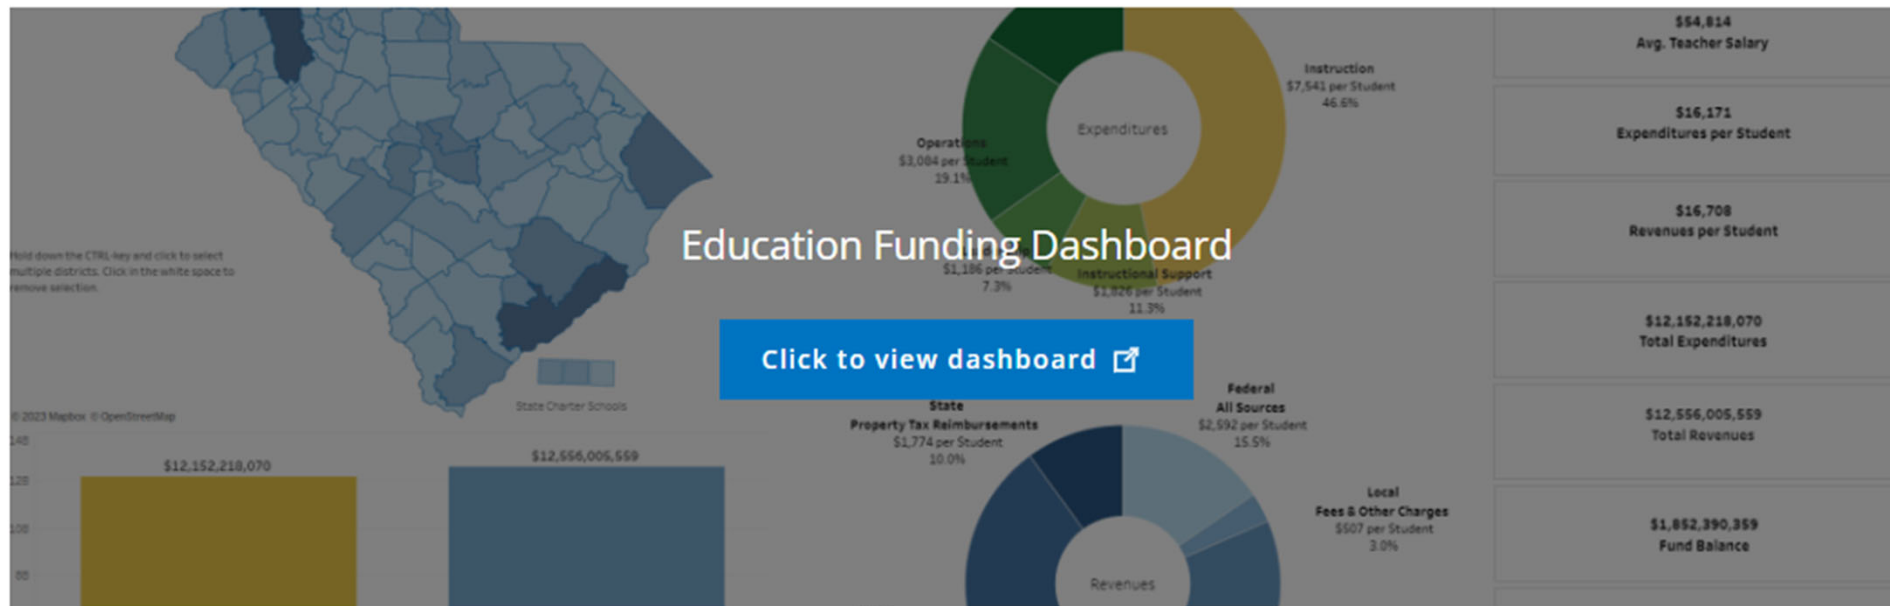 $54,814
Avg. Teacher Salary
Instruction
$7,541 per Student
46.6%
$16,171
Expenditures per Student
Expenditures
Operations
$3,084 per Student
19.1%
$16,708
Revenues per Student
Education Funding Dashboard
Hold down the CTRL-key and click to select
multiple districts. Click in the white space to
remove selection.
$1,186 per Student
7.3%
Instructional Support
$1,826 per Student
11.3%
$12,152,218,070
Total Expenditures
Click to view dashboard
State Charter Schools
© 2023 Mapbox © OpenStreetMap
State
Property Tax Reimbursements
$1,774 per Student
10.0%
Federal
All Sources
$2,592 per Student
15.5%
$12,556,005,559
Total Revenues
14B
12B
10B
8B
$12,152,218,070
$12,556,005,559
Local
Fees & Other Charges
$507 per Student
3.0%
$1,852,390,359
Fund Balance
Revenues